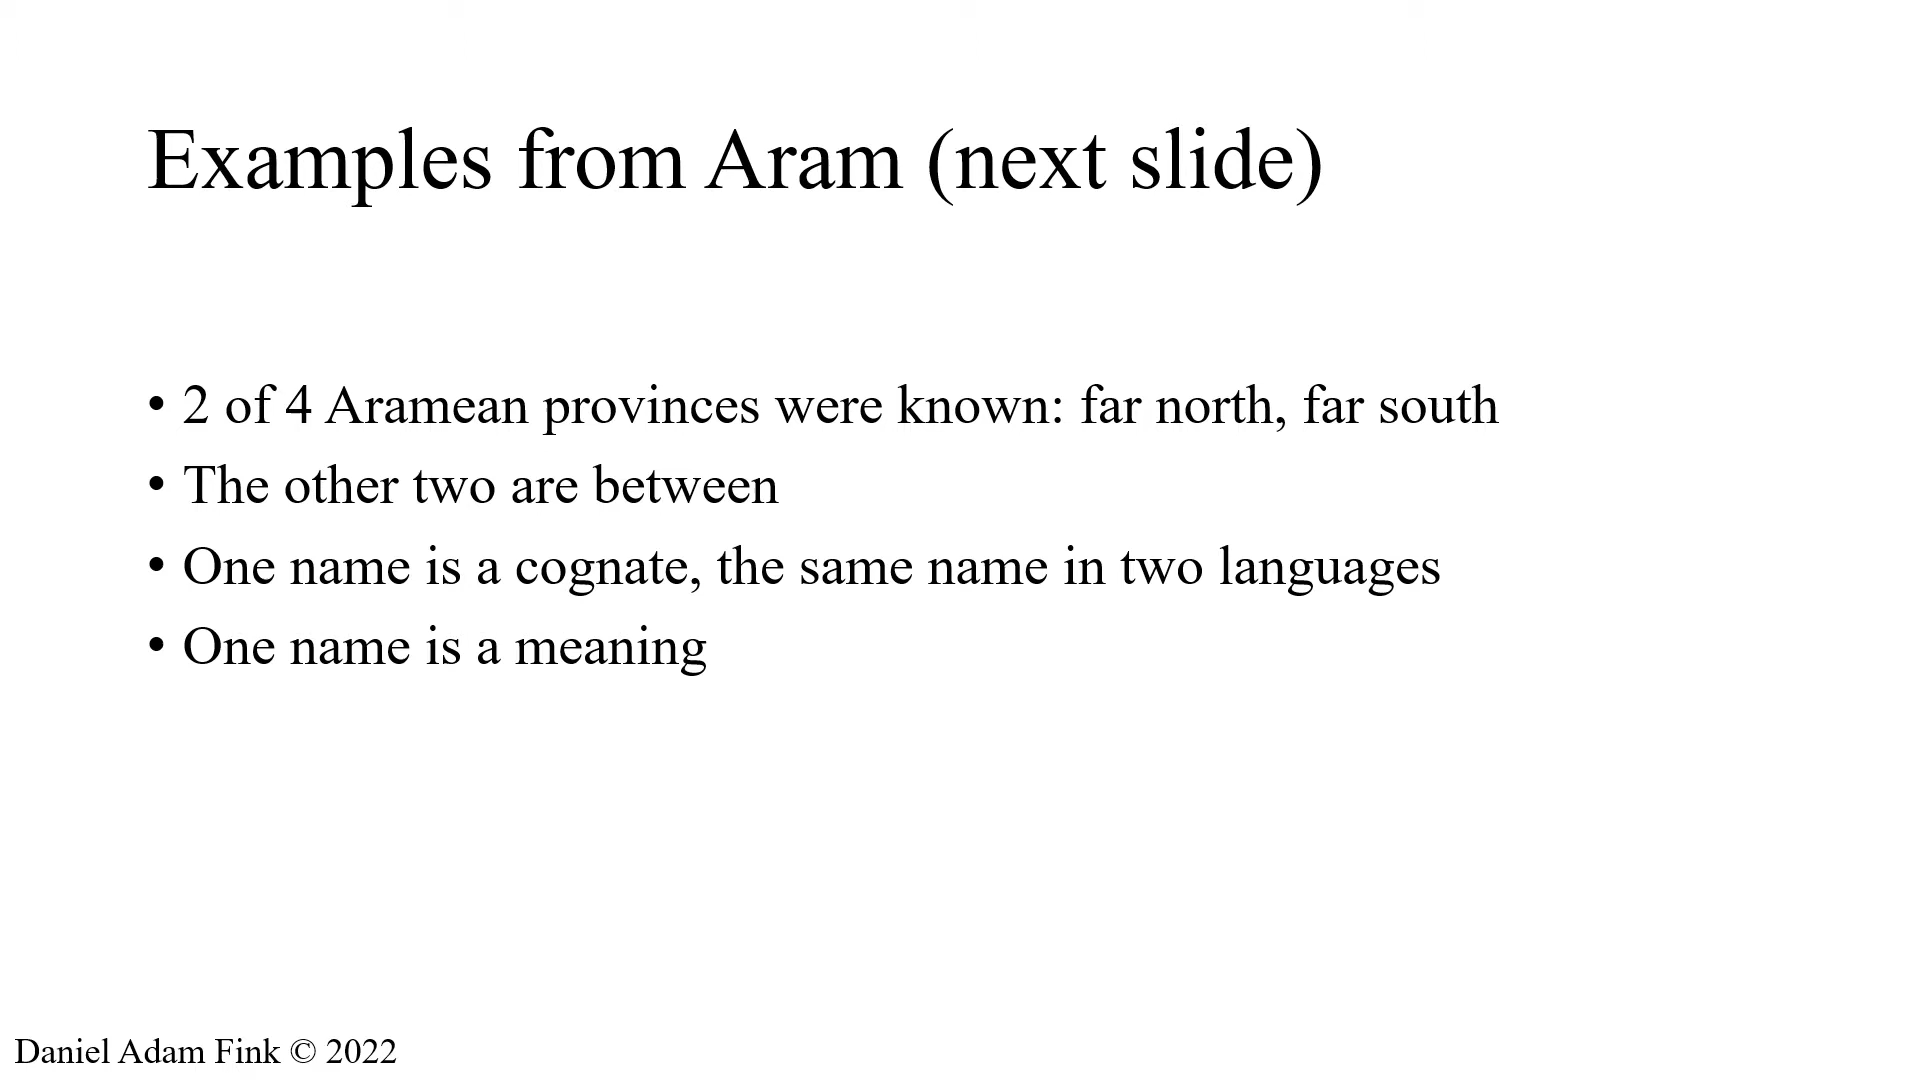 Examples from Aram (next slide)
• 2 of 4 Aramean provinces were known: far north, far south
• The other two are between
• One name is a cognate, the same name in two languages
• One name is a meaning
Daniel Adam Fink © 2022